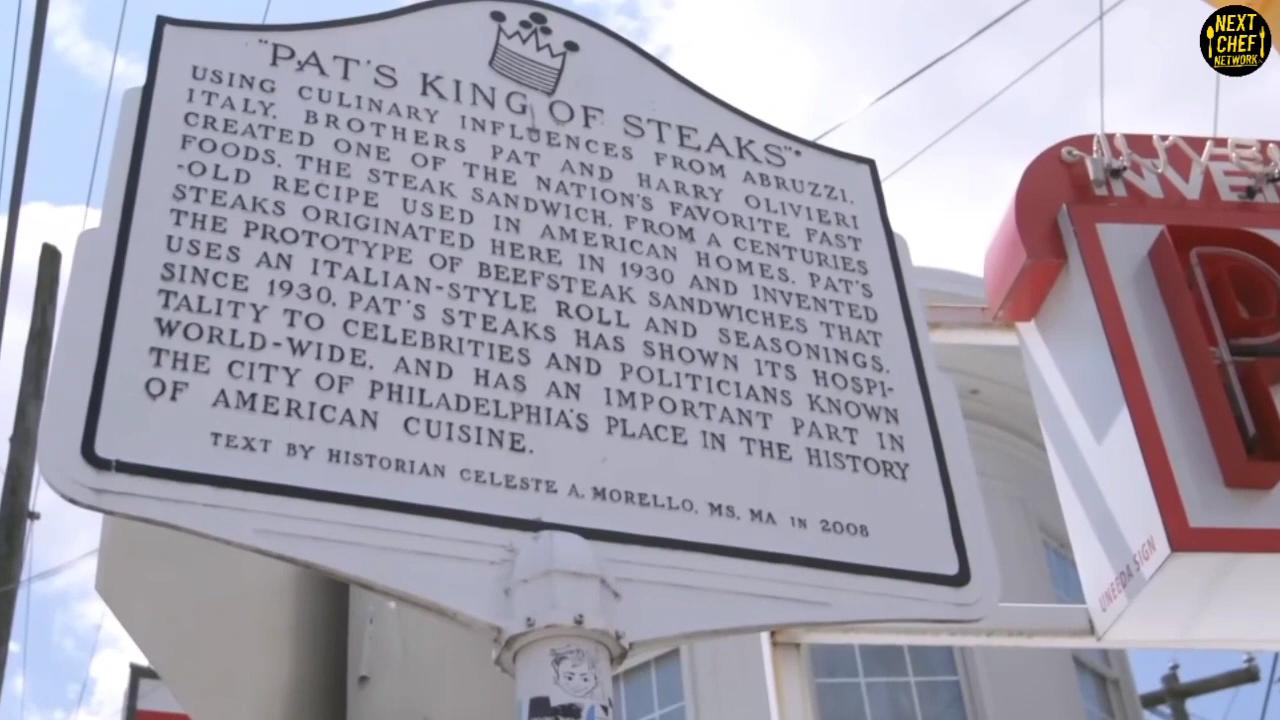 NEXT
CHEF
NETWORK
"PAT'S KING OF STEAKS"
USING CULINARY INFLUENCES FROM ABRUZZI,
ITALY, BROTHERS PAT AND HARRY OLIVIERI
CREATED ONE OF THE NATION'S FAVORITE FAST
FOODS, THE STEAK SANDWICH, FROM A CENTURIES
-OLD RECIPE USED IN AMERICAN HOMES. PAT'S
STEAKS ORIGINATED HERE IN 1930 AND INVENTED
THE PROTOTYPE OF BEEFSTEAK SANDWICHES THAT
USES AN ITALIAN-STYLE ROLL AND SEASONINGS.
SINCE 1930, PAT'S STEAKS HAS SHOWN ITS HOSPI-
TALITY TO CELEBRITIES AND POLITICIANS KNOWN
WORLD-WIDE, AND HAS AN IMPORTANT PART IN
THE CITY OF PHILADELPHIA'S PLACE IN THE HISTORY
OF AMERICAN CUISINE.
TEXT BY HISTORIAN CELESTE A. MORELLO, MS, MA IN 2008
UNEEDA SIGN